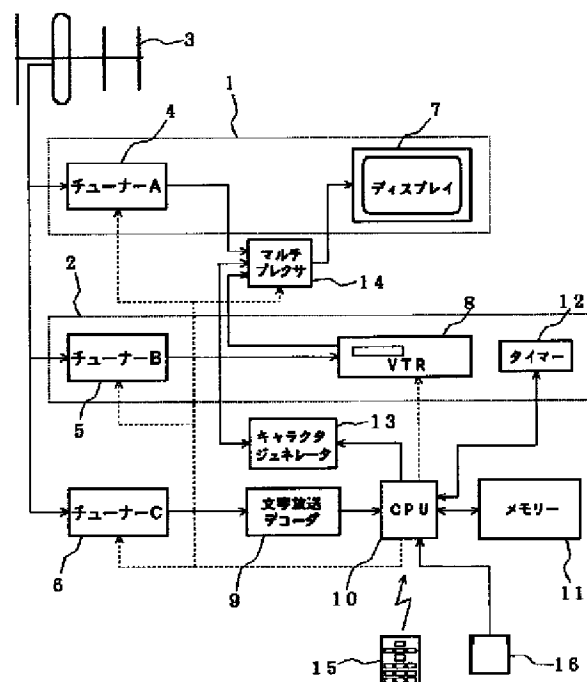 3
1
4
7
チューナーA
ディスプレイ
マルチ
プレクサ
14
2
8
12
チューナーB
VTR
タイマー
5
13
キャラクタ
ジェネレータ
チューナーC
文字放送
デコーダ
CPU
メモリー
6
9
10
11
15
16